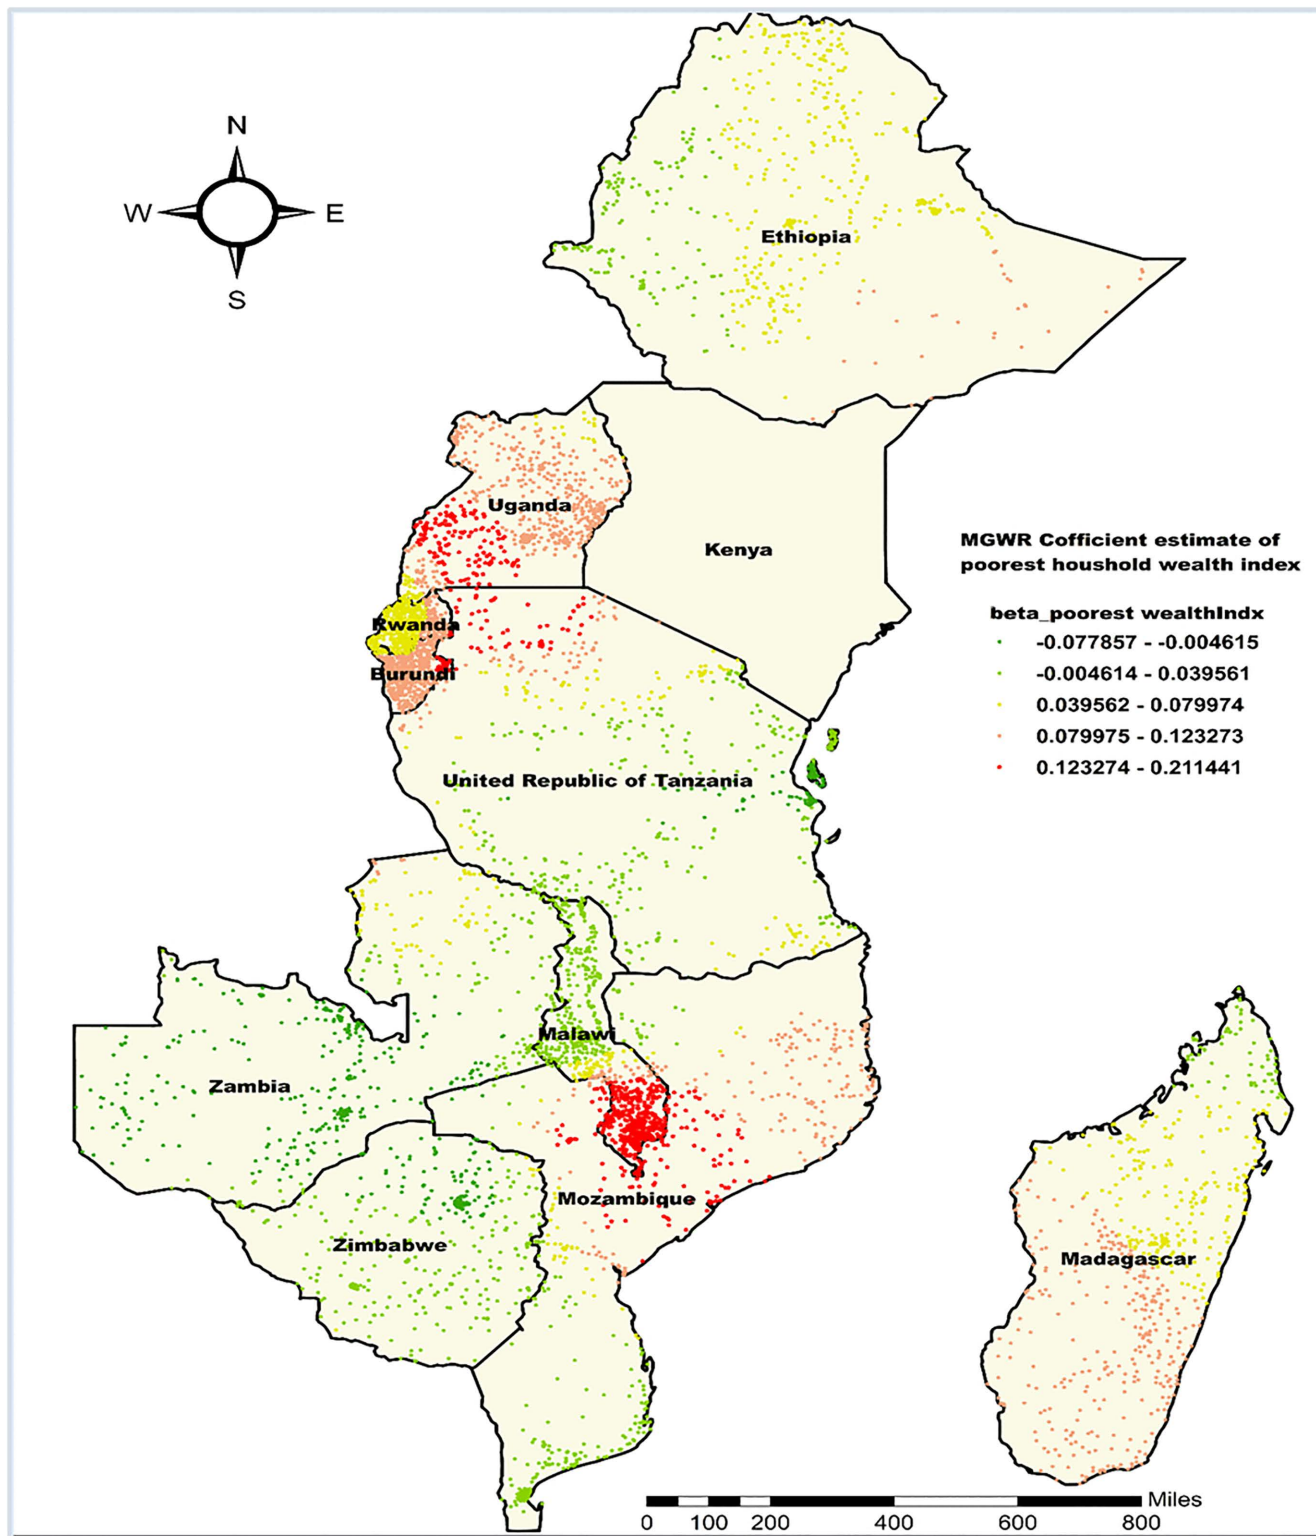 N
W E
S
Ethiopia
Uganda
Kenya
MGWR Cofficient estimate of
poorest houshold wealth index
beta_poorest wealthIndx
-0.077857 - -0.004615
-0.004614 - 0.039561
0.039562 - 0.079974
0.079975 - 0.123273
0.123274 - 0.211441
Rwanda
Burundi
United Republic of Tanzania
Malawi
Zambia
Mozambique
Zimbabwe
Madagascar
Miles
0 100 200 400 600 800